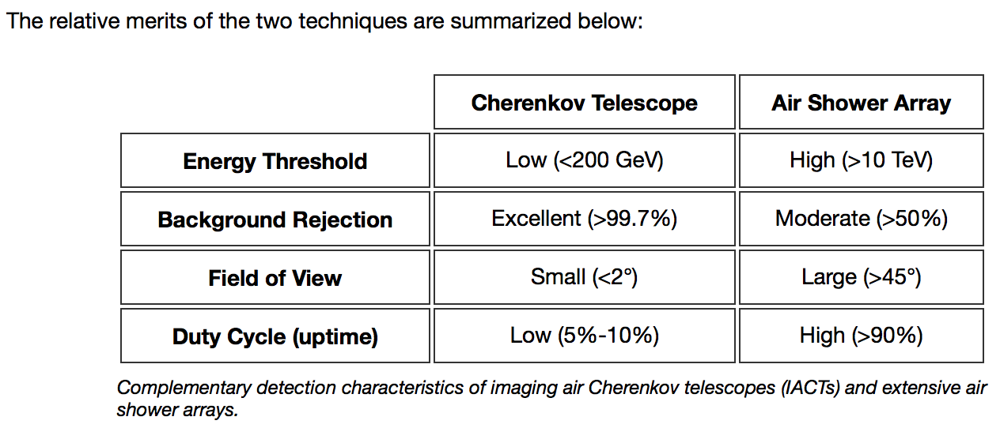 The relative merits of the two techniques are summarized below:
Cherenkov Telescope Air Shower Array
Energy Threshold Low (<200 GeV) High (>10 TeV)
Background Rejection Excellent (>99.7%) Moderate (>50%)
Field of View Small (<2°) Large (>45°)
Duty Cycle (uptime) Low (5%-10%) High (>90%)
Complementary detection characteristics of imaging air Cherenkov telescopes (IACTs) and extensive air
shower arrays.